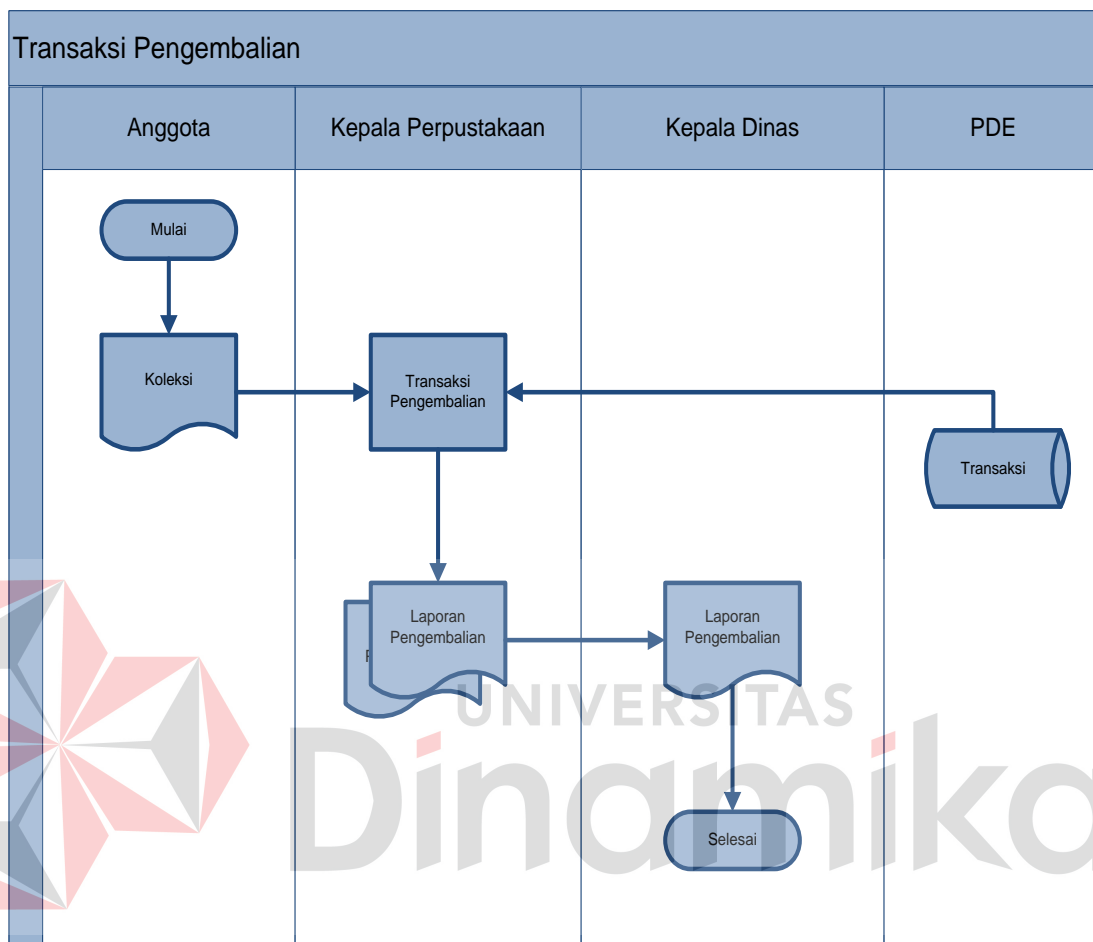 Transaksi Pengembalian
Anggota
Kepala Perpustakaan
Kepala Dinas
PDE
Mulai
Koleksi
Transaksi
Pengembalian
Transaksi
Laporan
Pengembalian
Laporan
Pengembalian
UNIVERSITAS
Dinamika
Selesai